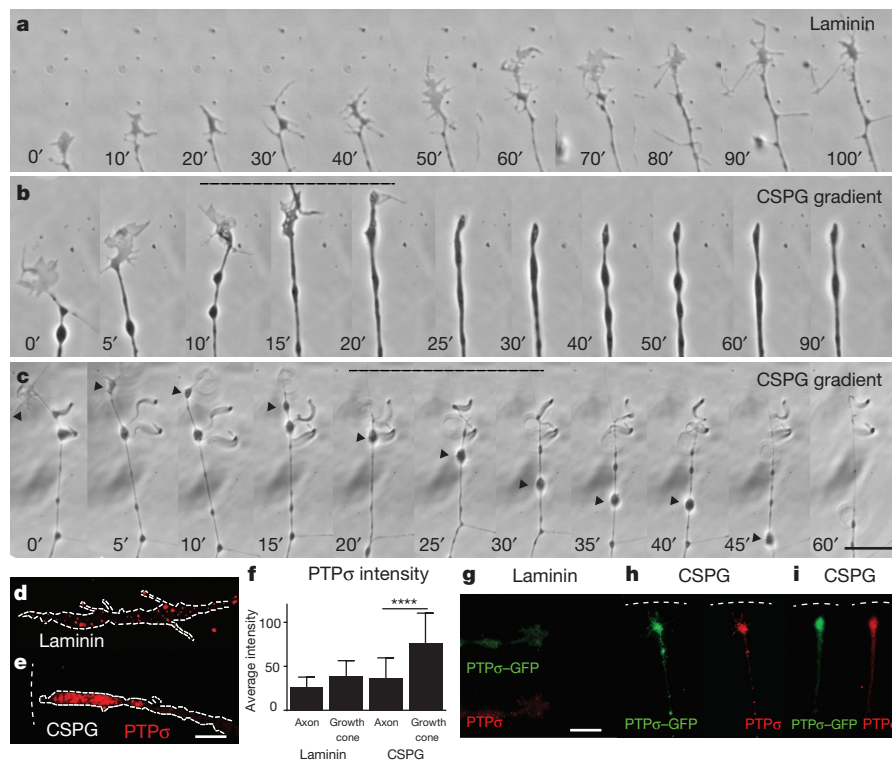 a
Laminin
0′ 10′ 20′ 30′ 40′ 50′ 60′ 70′ 80′ 90′ 100′
b
CSPG gradient
0′ 5′ 10′ 15′ 20′ 25′ 30′ 40′ 50′ 60′ 90′
c
CSPG gradient
0′ 5′ 10′ 15′ 20′ 25′ 30′ 35′ 40′ 45′ 60′
d
Laminin
e
CSPG PTPσ
f
PTPσ intensity
****
Average intensity
100
50
0
Axon Growth cone Axon Growth cone
Laminin CSPG
g Laminin
PTPσ–GFP
PTPσ
h CSPG
PTPσ–GFP PTPσ
i CSPG
PTPσ–GFP PTPσ